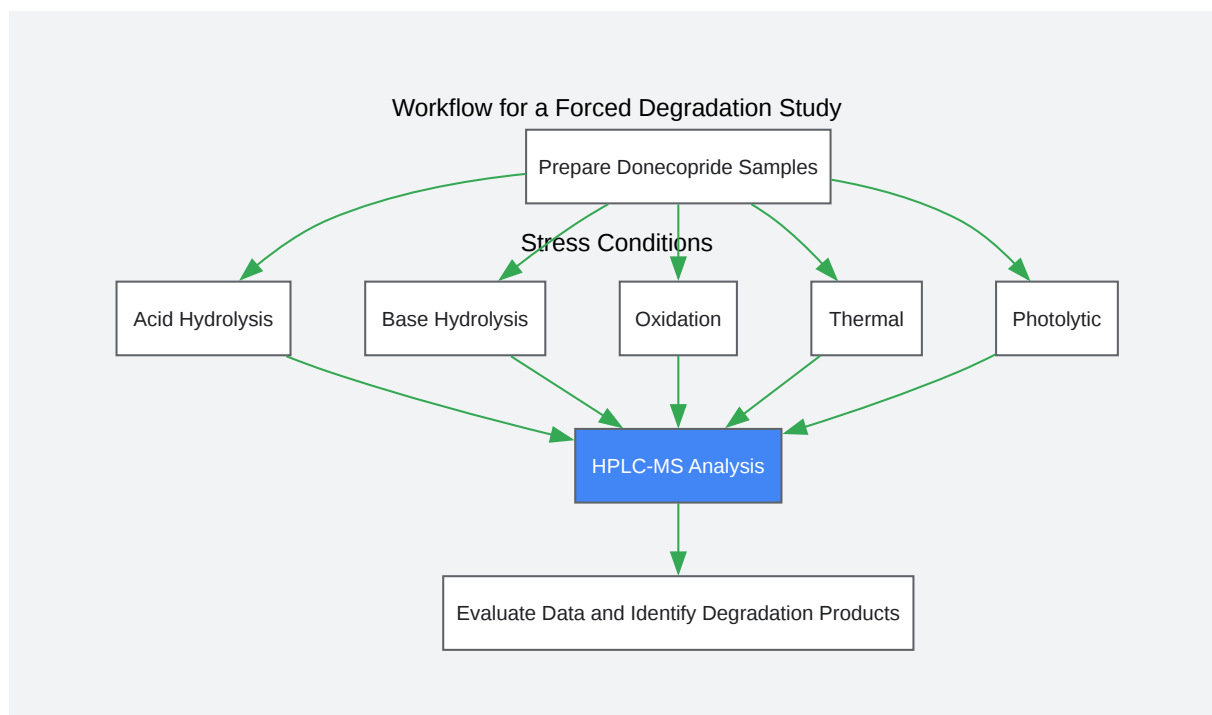 Workflow for a Forced Degradation Study
Prepare Donecopride Samples
Stress Conditions
Acid Hydrolysis
Base Hydrolysis
Oxidation
Thermal
Photolytic
HPLC-MS Analysis
Evaluate Data and Identify Degradation Products